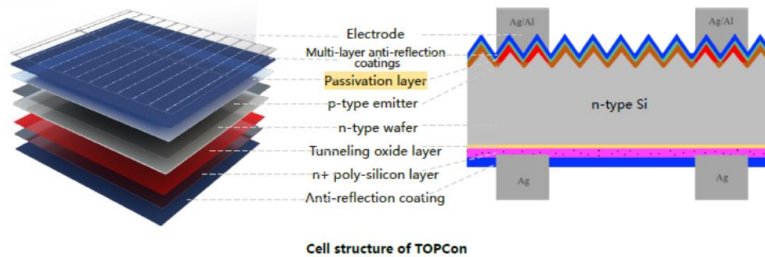 Electrode
Multi-layer anti-reflection
coatings
Passivation layer
p-type emitter
n-type wafer
Tunneling oxide layer
n+ poly-silicon layer
Anti-reflection coating
Ag/Al
Ag/Al
n-type Si
Ag
Ag
Cell structure of TOPCon